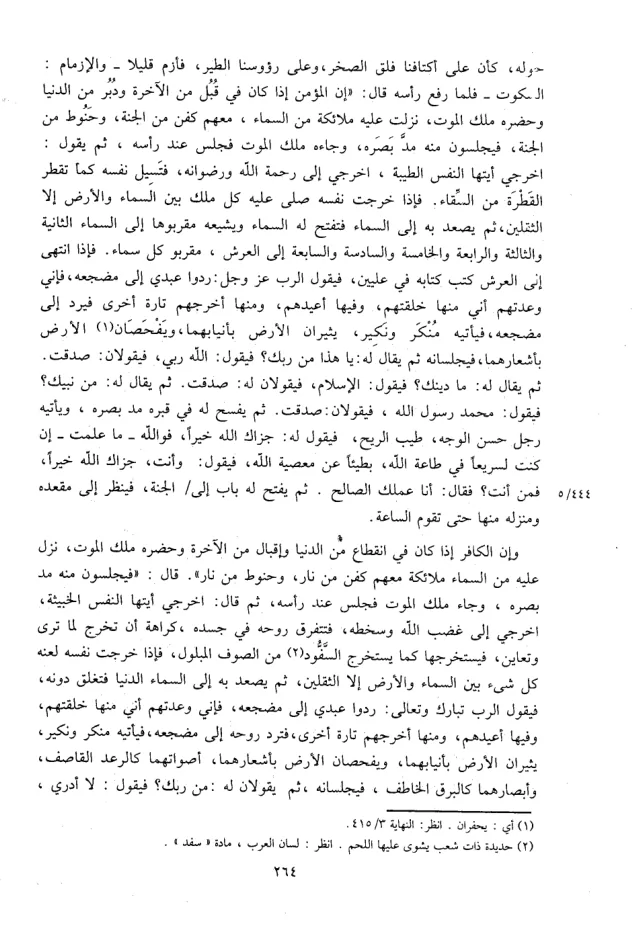 حوله، كأن على أكتافنا فلق الصخر،وعلى رؤوسنا الطير، فأزم قليلا ـ والإزمام :
السكوت ـ فلما رفع رأسه قال: «إن المؤمن إذا كان في قُبُل من الآخرة ودُبُر من الدنيا
وحضره ملك الموت، نزلت عليه ملائكة من السماء ، معهم كفن من الجنة، وحَنُوط من
الجنة، فيجلسون منه مدَّ بَصَره، وجاءه ملك الموت فجلس عند رأسه ، ثم يقول :
اخرجي أيتها النفس الطيبة ، اخرجي إلى رحمة الله ورضوانه، فتَسِيل نفسه كما تقطر
القَطْرَة من السِّقاء. فإذا خرجت نفسه صلى عليه كل ملك بين السماء والأرض إلا
الثقلين،ثم يصعد به إلى السماء فتفتح له السماء ويشيعه مقربوها إلى السماء الثانية
والثالثة والرابعة والخامسة والسادسة والسابعة إلى العرش ، مقربو كل سماء. فإذا انتهى
إلى العرش كتب كتابه في عليين، فيقول الرب عز وجل:ردوا عبدي إلى مضجعه،فإني
وعدتهم أني منها خلقتهم، وفيها أعيدهم، ومنها أخرجهم تارة أخرى فيرد إلى
مضجعه،فيأتيه مُنْكَر ونَكِير، يثيران الأرض بأنيابهما،ويَفْحَصَان(١) الأرض
بأشعارهما،فيجلسانه ثم يقال له:يا هذا من ربك؟ فيقول: الله ربي، فيقولان: صدقت.
ثم يقال له: ما دينك؟ فيقول: الإسلام، فيقولان له: صدقت. ثم يقال له: من نبيك؟
فيقول: محمد رسول الله ، فيقولان:صدقت. ثم يفسح له في قبره مد بصره ، ويأتيه
رجل حسن الوجه، طيب الريح، فيقول له: جزاك الله خيراً، فوالله ـ ما علمت ـ إن
كنت لسريعاً في طاعة الله، بطيئاً عن معصية الله، فيقول: وأنت، جزاك الله خيراً،
فمن أنت؟ فقال: أنا عملك الصالح . ثم يفتح له باب إلى/ الجنة، فينظر إلى مقعده ٥/٤٤٤
ومنزله منها حتى تقوم الساعة.
وإن الكافر إذا كان في انقطاع من الدنيا وإقبال من الآخرة وحضره ملك الموت، نزل
عليه من السماء ملائكة معهم كفن من نار، وحنوط من نار». قال : «فيجلسون منه مد
بصره ، وجاء ملك الموت فجلس عند رأسه، ثم قال: اخرجي أيتها النفس الخبيثة،
اخرجي إلى غضب الله وسخطه، فتتفرق روحه في جسده ،كراهة أن تخرج لما ترى
وتعاين، فيستخرجها كما يستخرج السَّفُّود(٢) من الصوف المبلول، فإذا خرجت نفسه لعنه
كل شىء بين السماء والأرض إلا الثقلين، ثم يصعد به إلى السماء الدنيا فتغلق دونه،
فيقول الرب تبارك وتعالى: ردوا عبدي إلى مضجعه، فإني وعدتهم أني منها خلقتهم،
وفيها أعيدهم، ومنها أخرجهم تارة أخرى،فترد روحه إلى مضجعه،فيأتيه منكر ونكير،
يثيران الأرض بأنيابهما، ويفحصان الأرض بأشعارهما، أصواتهما كالرعد القاصف،
وأبصارهما كالبرق الخاطف ، فيجلسانه ،ثم يقولان له :من ربك؟ فيقول : لا أدري ،
(١) أي : يحفران . انظر: النهاية ٣/ ٤١٥.
(٢) حديدة ذات شعب يشوى عليها اللحم . انظر : لسان العرب ، مادة « سفد » .
٢٦٤